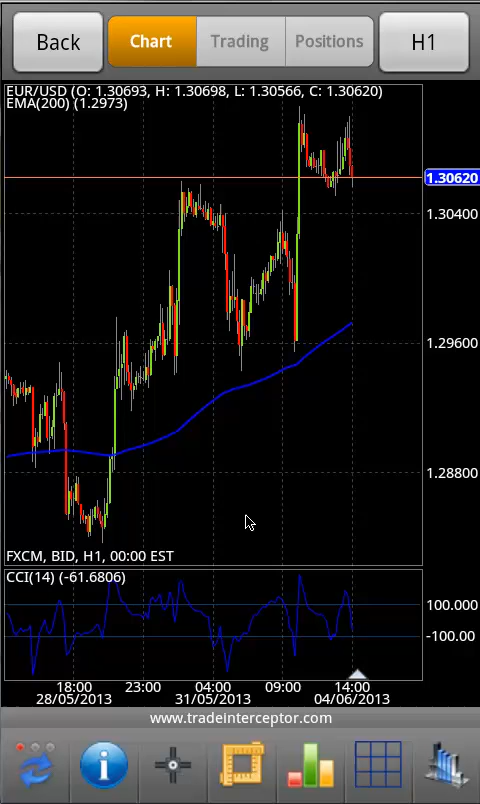 Back
Chart
Trading
Positions
H1
EUR/USD (O: 1.30693, H: 1.30698, L: 1.30566, C: 1.30620)
EMA(200) (1.2973)
1.30620
1.30400
1.29600
1.28800
FXCM, BID, H1, 00:00 EST
CCI(14) (-61.6806)
100.000
-100.00
18:00 23:00 04:00 09:00 14:00
28/05/2013 31/05/2013 04/06/2013
www.tradeinterceptor.com